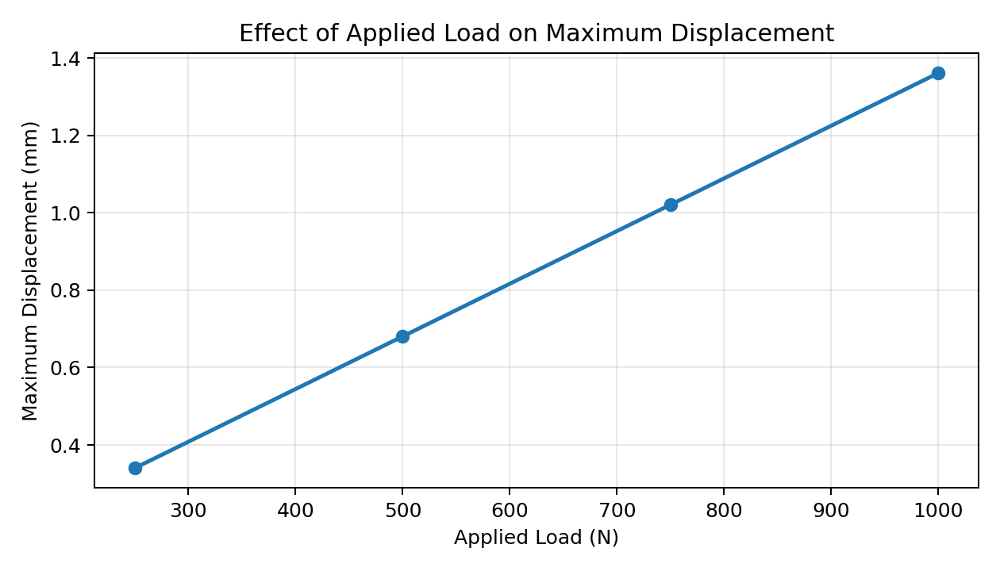 Effect of Applied Load on Maximum Displacement
Maximum Displacement (mm)
1.4
1.2
1.0
0.8
0.6
0.4
300 400 500 600 700 800 900 1000
Applied Load (N)